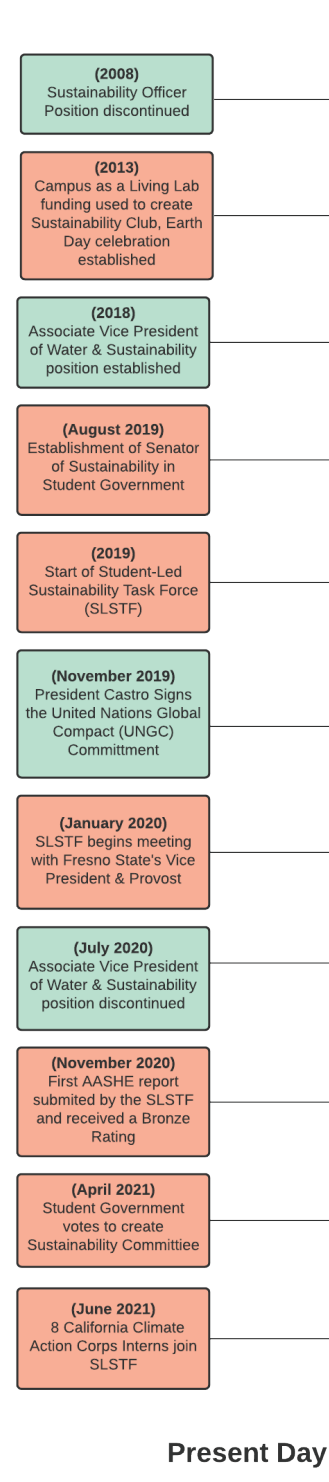 (2008)
Sustainability Officer
Position discontinued
(2013)
Campus as a Living Lab
funding used to create
Sustainability Club, Earth
Day celebration
established
(2018)
Associate Vice President
of Water & Sustainability
position established
(August 2019)
Establishment of Senator
of Sustainability in
Student Government
(2019)
Start of Student-Led
Sustainability Task Force
(SLSTF)
(November 2019)
President Castro Signs
the United Nations Global
Compact (UNGC)
Committment
(January 2020)
SLSTF begins meeting
with Fresno State's Vice
President & Provost
(July 2020)
Associate Vice President
of Water & Sustainability
position discontinued
(November 2020)
First AASHE report
submited by the SLSTF
and received a Bronze
Rating
(April 2021)
Student Government
votes to create
Sustainability Committiee
(June 2021)
8 California Climate
Action Corps Interns join
SLSTF
Present Day